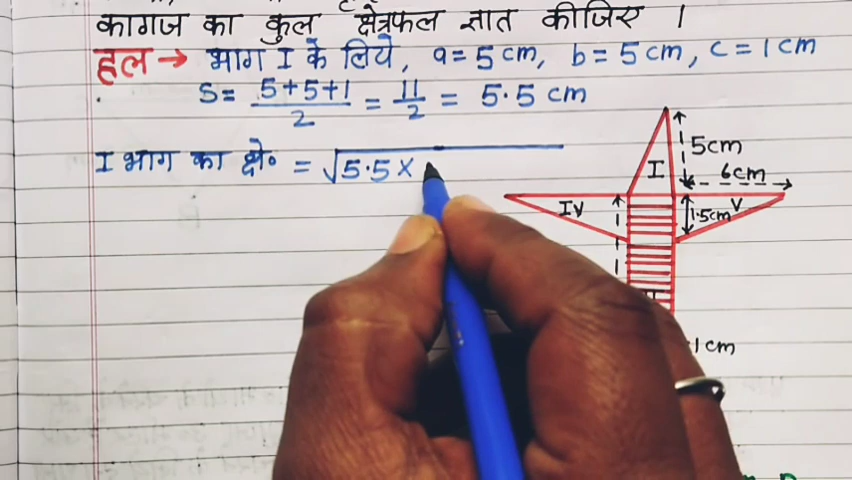 कागज का कुल क्षेत्रफल ज्ञात कीजिए ।
हल → भाग I के लिये, a = 5 cm, b = 5 cm, c = 1 cm
S = 5+5+1 / 2 = 11/2 = 5.5 cm
I भाग का क्षे० = √5.5 ×
5cm
I
6cm
IV
1.5cm
V
1cm